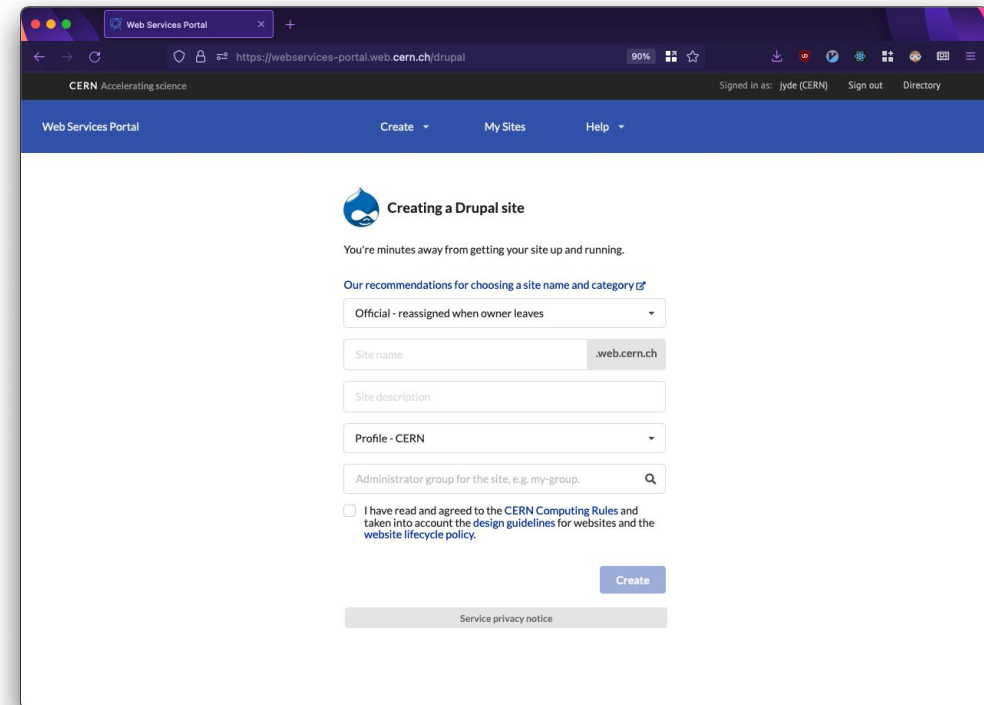 Web Services Portal
https://webservices-portal.web.cern.ch/drupal
90%
CERN Accelerating science
Signed in as: jyde (CERN) Sign out Directory
Web Services Portal Create My Sites Help
Creating a Drupal site
You're minutes away from getting your site up and running.
Our recommendations for choosing a site name and category
Official - reassigned when owner leaves
Site name .web.cern.ch
Site description
Profile - CERN
Administrator group for the site, e.g. my-group.
I have read and agreed to the CERN Computing Rules and
taken into account the design guidelines for websites and the
website lifecycle policy.
Create
Service privacy notice